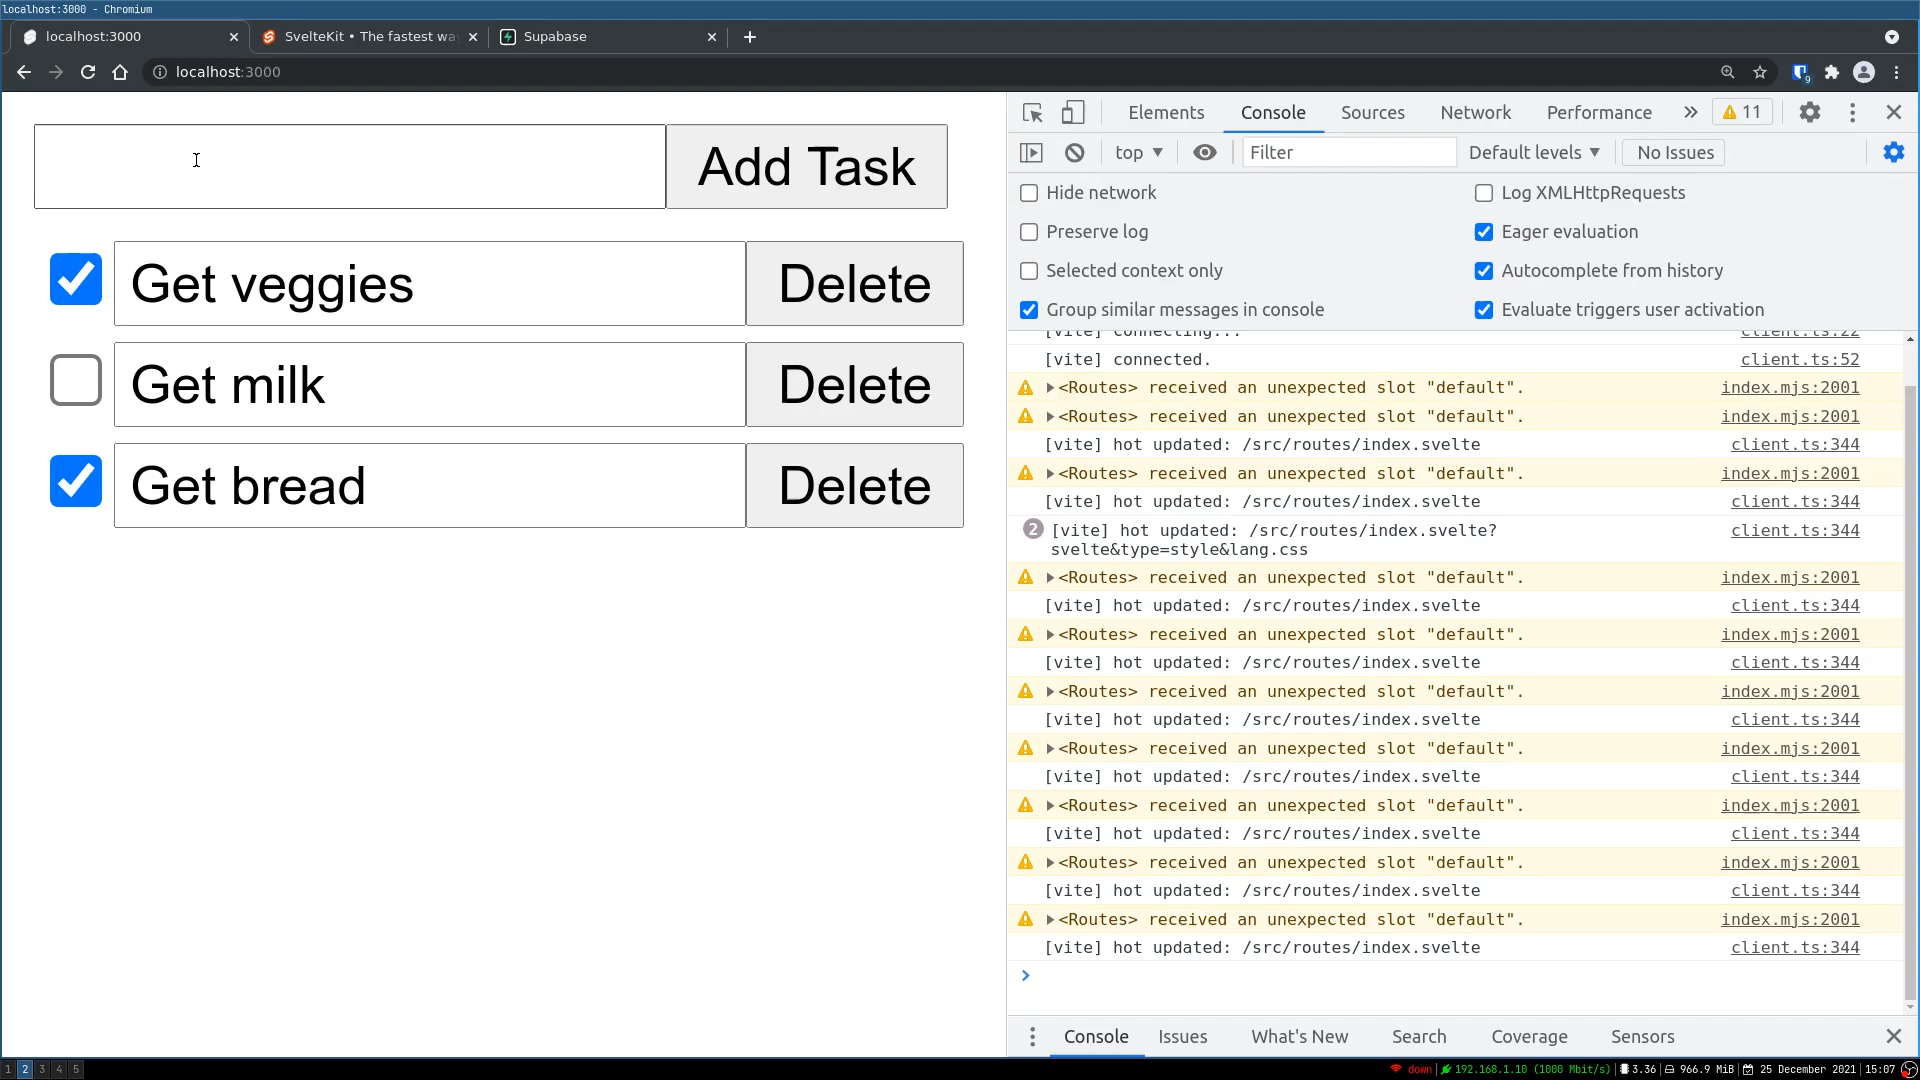 localhost:3000 - Chromium
localhost:3000
SvelteKit • The fastest wa
Supabase
localhost:3000
9
Add Task
Get veggies
Delete
Get milk
Delete
Get bread
Delete
Elements
Console
Sources
Network
Performance
11
top
Filter
Default levels
No Issues
Hide network
Log XMLHttpRequests
Preserve log
Eager evaluation
Selected context only
Autocomplete from history
Group similar messages in console
Evaluate triggers user activation
[vite] connecting... client.ts:22
[vite] connected. client.ts:52
<Routes> received an unexpected slot "default". index.mjs:2001
<Routes> received an unexpected slot "default". index.mjs:2001
[vite] hot updated: /src/routes/index.svelte client.ts:344
<Routes> received an unexpected slot "default". index.mjs:2001
[vite] hot updated: /src/routes/index.svelte client.ts:344
2 [vite] hot updated: /src/routes/index.svelte? client.ts:344
svelte&type=style&lang.css
<Routes> received an unexpected slot "default". index.mjs:2001
[vite] hot updated: /src/routes/index.svelte client.ts:344
<Routes> received an unexpected slot "default". index.mjs:2001
[vite] hot updated: /src/routes/index.svelte client.ts:344
<Routes> received an unexpected slot "default". index.mjs:2001
[vite] hot updated: /src/routes/index.svelte client.ts:344
<Routes> received an unexpected slot "default". index.mjs:2001
[vite] hot updated: /src/routes/index.svelte client.ts:344
<Routes> received an unexpected slot "default". index.mjs:2001
[vite] hot updated: /src/routes/index.svelte client.ts:344
<Routes> received an unexpected slot "default". index.mjs:2001
[vite] hot updated: /src/routes/index.svelte client.ts:344
<Routes> received an unexpected slot "default". index.mjs:2001
[vite] hot updated: /src/routes/index.svelte client.ts:344
Console
Issues
What's New
Search
Coverage
Sensors
1 2 3 4 5
down | 192.168.1.10 (1000 Mbit/s) | 3.36 | 966.9 MiB | 25 December 2021 | 15:07